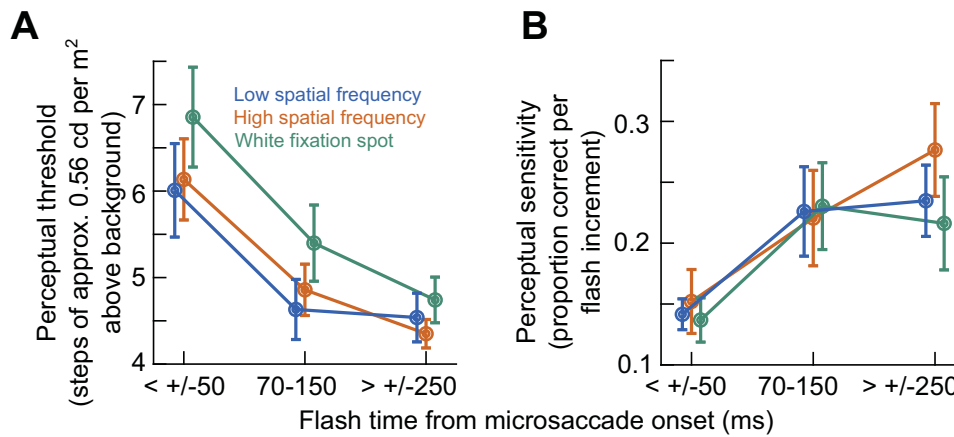 A
Perceptual threshold
(steps of approx. 0.56 cd per m2
above background)
7
6
5
4
Low spatial frequency
High spatial frequency
White fixation spot
< +/-50
70-150
> +/-250
B
Perceptual sensitivity
(proportion correct per
flash increment)
0.3
0.2
0.1
< +/-50
70-150
> +/-250
Flash time from microsaccade onset (ms)